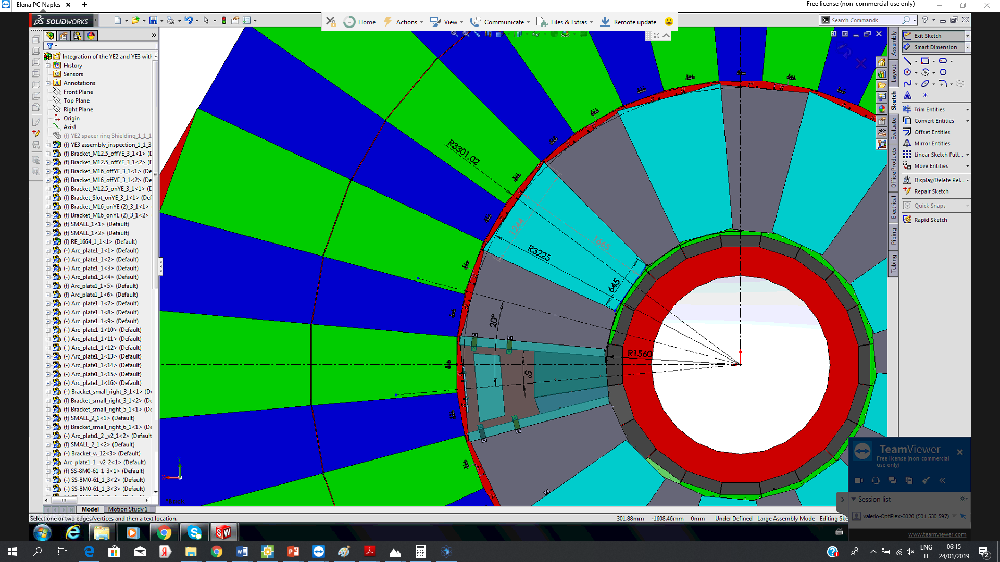 Elena PC Naples
Free license (non-commercial use only)
SOLIDWORKS
Home
Actions
View
Communicate
Files & Extras
Remote update
Search Commands
Integration of the YE2 and YE3 with
History
Sensors
Annotations
Front Plane
Top Plane
Right Plane
Origin
Axis1
(f) YE2 spacer ring Shielding_1_1_1
(f) YE3 assembly_inspection_1_1_3
(f) Bracket_M12.5_offYE_3_1<1> (D
(f) Bracket_M12.5_offYE_3_1<2> (D
(f) Bracket_M16_offYE_3_1<1> (De
(f) Bracket_M16_offYE_3_1<2> (De
(f) Bracket_M12.5_onYE_3_1<1> (
(f) Bracket_Slot_onYE_3_1<1> (Def
(f) Bracket_M16_onYE (2)_3_1<1>
(f) Bracket_M16_onYE (2)_3_1<2>
(f) SMALL_1<1> (Default)
(f) SMALL_1<2> (Default)
(f) RE_1664_1_1<1> (Default)
(-) Arc_plate1_1<1> (Default)
(-) Arc_plate1_1<2> (Default)
(-) Arc_plate1_1<3> (Default)
(-) Arc_plate1_1<4> (Default)
(f) Arc_plate1_1<5> (Default)
(f) Arc_plate1_1<6> (Default)
(-) Arc_plate1_1<7> (Default)
(-) Arc_plate1_1<8> (Default)
(-) Arc_plate1_1<9> (Default)
(-) Arc_plate1_1<10> (Default)
(-) Arc_plate1_1<11> (Default)
(-) Arc_plate1_1<12> (Default)
(-) Arc_plate1_1<13> (Default)
(-) Arc_plate1_1<14> (Default)
(-) Arc_plate1_1<15> (Default)
(-) Arc_plate1_1<16> (Default)
(-) Bracket_small_right_3_1<1> (D
(f) Bracket_small_right_3_1<2> (De
(f) Bracket_small_right_5_1<1> (De
(f) SMALL_2_1<1> (Default)
(f) Bracket_small_right_6_1<1> (De
(-) Arc_plate1_2 _v2_1<2> (Default
(f) SMALL_2_1<2> (Default)
(-) Bracket_v._12<3> (Default)
Arc_plate1_1 _v2_2<1> (Default)
(f) SS-8M0-61_1_3<1> (Default)
(-) SS-8M0-61_1_3<2> (Default)
(-) SS-8M0-61_1_3<3> (Default)
R3301.02
1244
1665
R3225
645
20°
5°
R1560
Y
X
*Back
Assembly
Layout
Sketch
Evaluate
Office Products
Electrical
Piping
Tubing
Exit Sketch
Smart Dimension
Trim Entities
Convert Entities
Offset Entities
Mirror Entities
Linear Sketch Patt...
Move Entities
Display/Delete Rel...
Repair Sketch
Quick Snaps
Rapid Sketch
TeamViewer
Free license (non-commercial
use only)
Session list
valerio-OptiPlex-3020 (501 530 597)
www.teamviewer.com
Model
Motion Study 1
Select one or two edges/vertices and then a text location.
301.88mm
-1608.46mm
0mm
Under Defined
Large Assembly Mode
Editing Ske
ENG
IT
06:15
24/01/2019
2